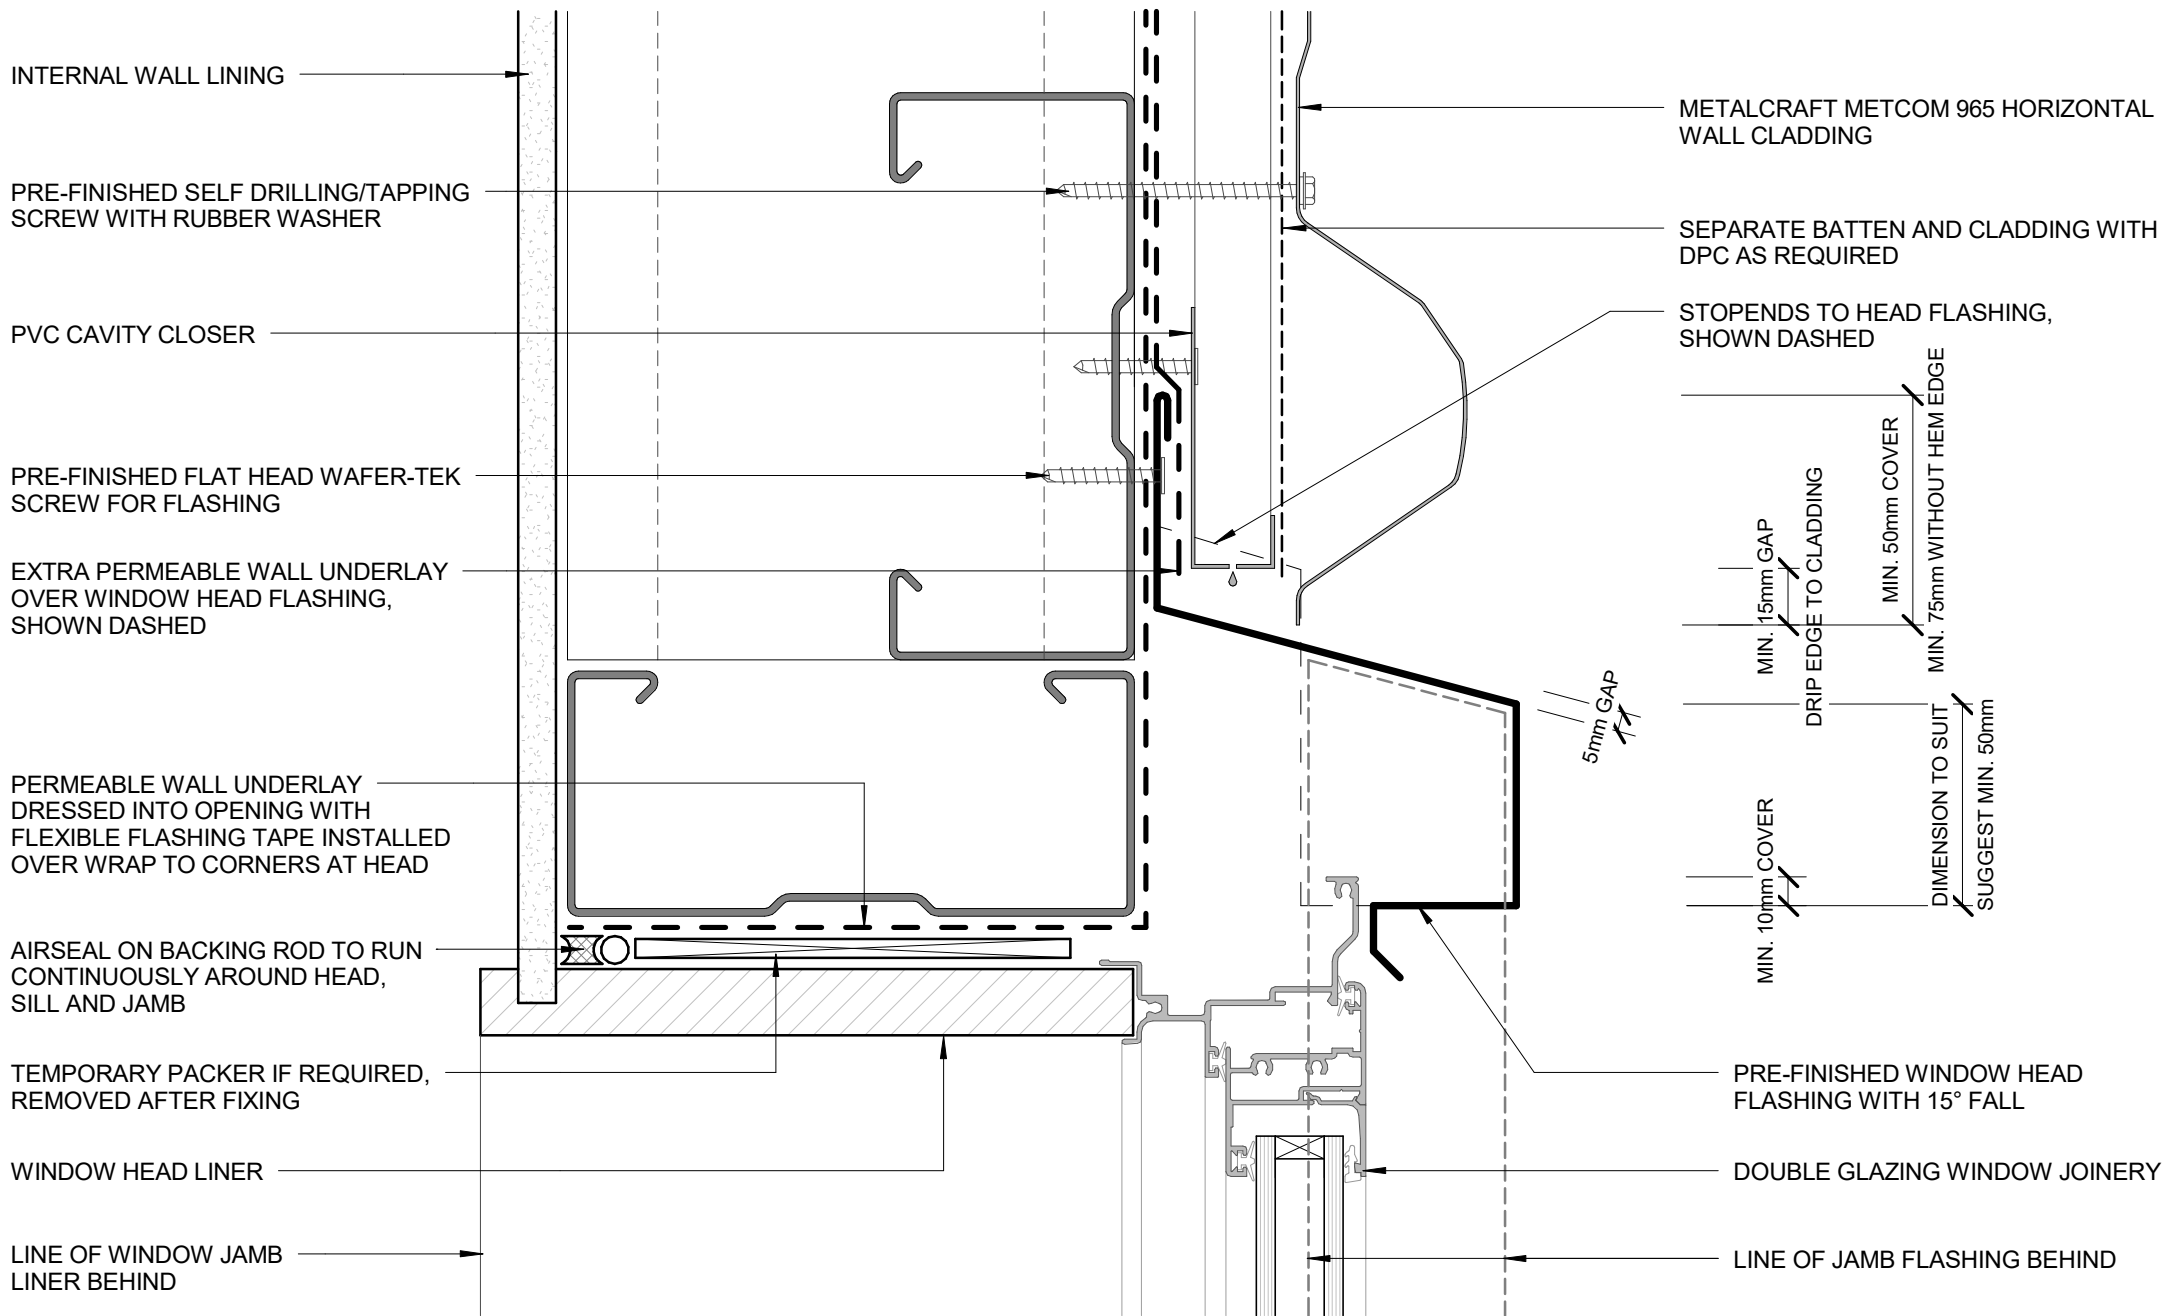 INTERNAL WALL LINING
PRE-FINISHED SELF DRILLING/TAPPING
SCREW WITH RUBBER WASHER
PVC CAVITY CLOSER
PRE-FINISHED FLAT HEAD WAFER-TEK
SCREW FOR FLASHING
EXTRA PERMEABLE WALL UNDERLAY
OVER WINDOW HEAD FLASHING,
SHOWN DASHED
PERMEABLE WALL UNDERLAY
DRESSED INTO OPENING WITH
FLEXIBLE FLASHING TAPE INSTALLED
OVER WRAP TO CORNERS AT HEAD
AIRSEAL ON BACKING ROD TO RUN
CONTINUOUSLY AROUND HEAD,
SILL AND JAMB
TEMPORARY PACKER IF REQUIRED,
REMOVED AFTER FIXING
WINDOW HEAD LINER
LINE OF WINDOW JAMB
LINER BEHIND
METALCRAFT METCOM 965 HORIZONTAL
WALL CLADDING
SEPARATE BATTEN AND CLADDING WITH
DPC AS REQUIRED
STOPENDS TO HEAD FLASHING,
SHOWN DASHED
MIN. 15mm GAP
DRIP EDGE TO CLADDING
MIN. 50mm COVER
MIN. 75mm WITHOUT HEM EDGE
5mm GAP
MIN. 10mm COVER
DIMENSION TO SUIT
SUGGEST MIN. 50mm
PRE-FINISHED WINDOW HEAD
FLASHING WITH 15° FALL
DOUBLE GLAZING WINDOW JOINERY
LINE OF JAMB FLASHING BEHIND